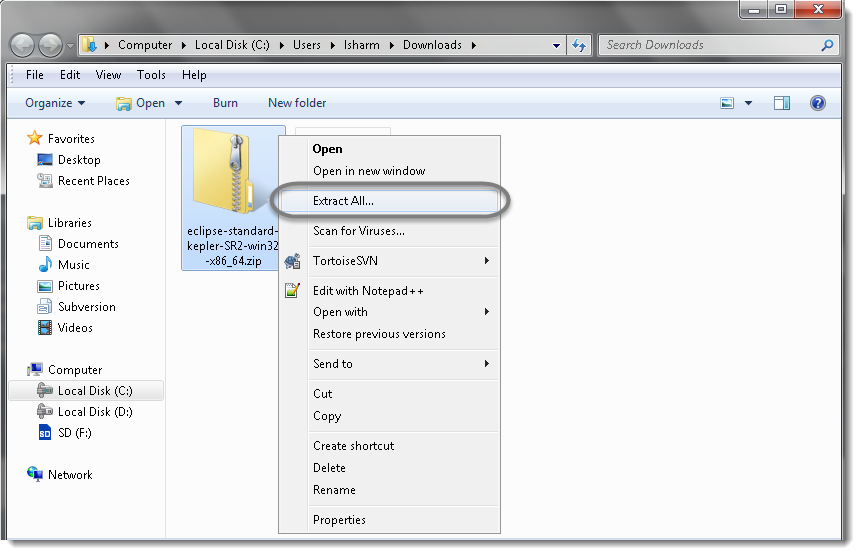 Computer Local Disk (C:) Users lsharm Downloads
Search Downloads
File Edit View Tools Help
Organize Open Burn New folder
Favorites
Desktop
Recent Places
Libraries
Documents
Music
Pictures
Subversion
Videos
Computer
Local Disk (C:)
Local Disk (D:)
SD
SD (F:)
Network
eclipse-standard-
kepler-SR2-win32
-x86_64.zip
Open
Open in new window
Extract All...
Scan for Viruses...
TortoiseSVN
Edit with Notepad++
Open with
Restore previous versions
Send to
Cut
Copy
Create shortcut
Delete
Rename
Properties